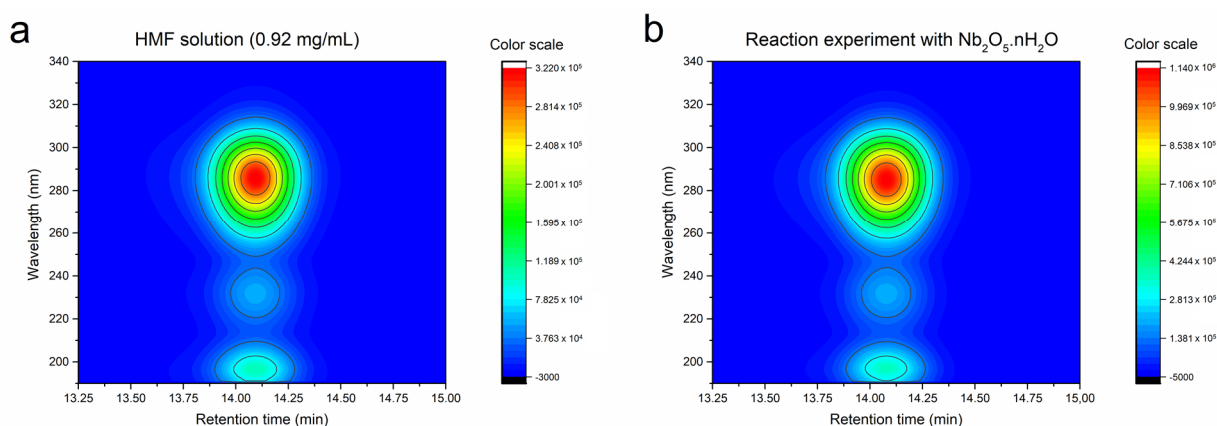 a
HMF solution (0.92 mg/mL)
Color scale
340
320
300
280
260
240
220
200
Wavelength (nm)
13.25 13.50 13.75 14.00 14.25 14.50 14.75 15.00
Retention time (min)
3.220 x 10⁵
2.814 x 10⁵
2.408 x 10⁵
2.001 x 10⁵
1.595 x 10⁵
1.189 x 10⁵
7.825 x 10⁴
3.763 x 10⁴
-3000
b
Reaction experiment with Nb₂O₅.nH₂O
Color scale
340
320
300
280
260
240
220
200
Wavelength (nm)
13.25 13.50 13.75 14.00 14.25 14.50 14.75 15,00
Retention time (min)
1.140 x 10⁶
9.969 x 10⁵
8.538 x 10⁵
7.106 x 10⁵
5.675 x 10⁵
4.244 x 10⁵
2.813 x 10⁵
1.381 x 10⁵
-5000